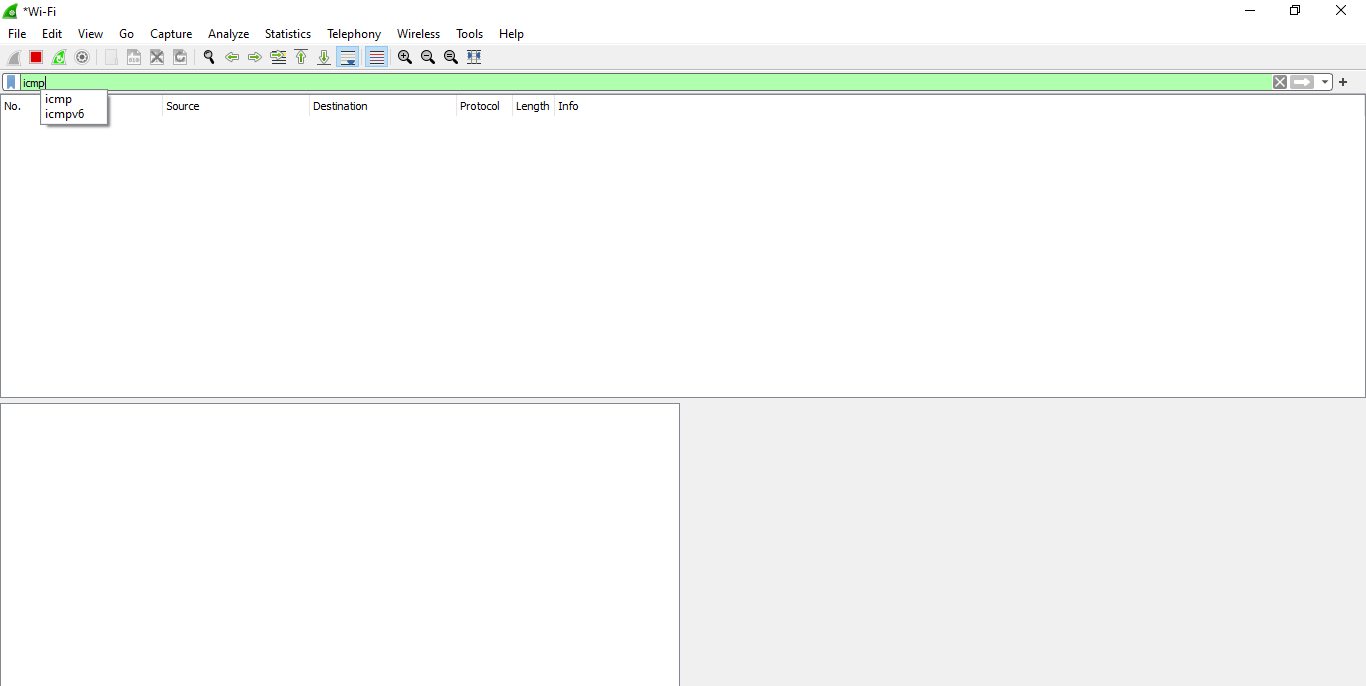 *Wi-Fi
File Edit View Go Capture Analyze Statistics Telephony Wireless Tools Help
icmp
icmp
icmpv6
No. Source Destination Protocol Length Info